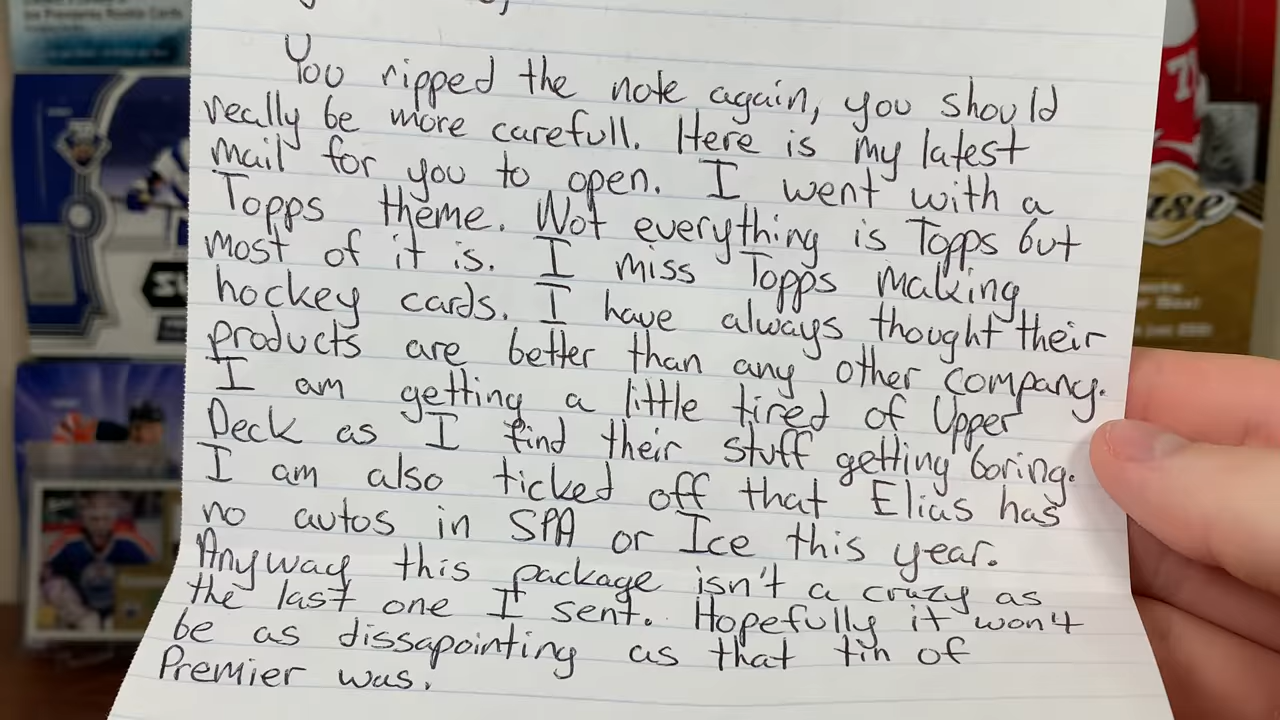 You ripped the note again, you should
really be more carefull. Here is my latest
mail for you to open. I went with a
Topps theme. Not everything is Topps but
most of it is. I miss Topps making
hockey cards. I have always thought their
products are better than any other company.
I am getting a little tired of Upper
Deck as I find their stuff getting boring.
I am also ticked off that Elias has
no autos in SPA or Ice this year.
Anyway this package isn't a crazy as
the last one I sent. Hopefully it won't
be as dissapointing as that tin of
Premier was.